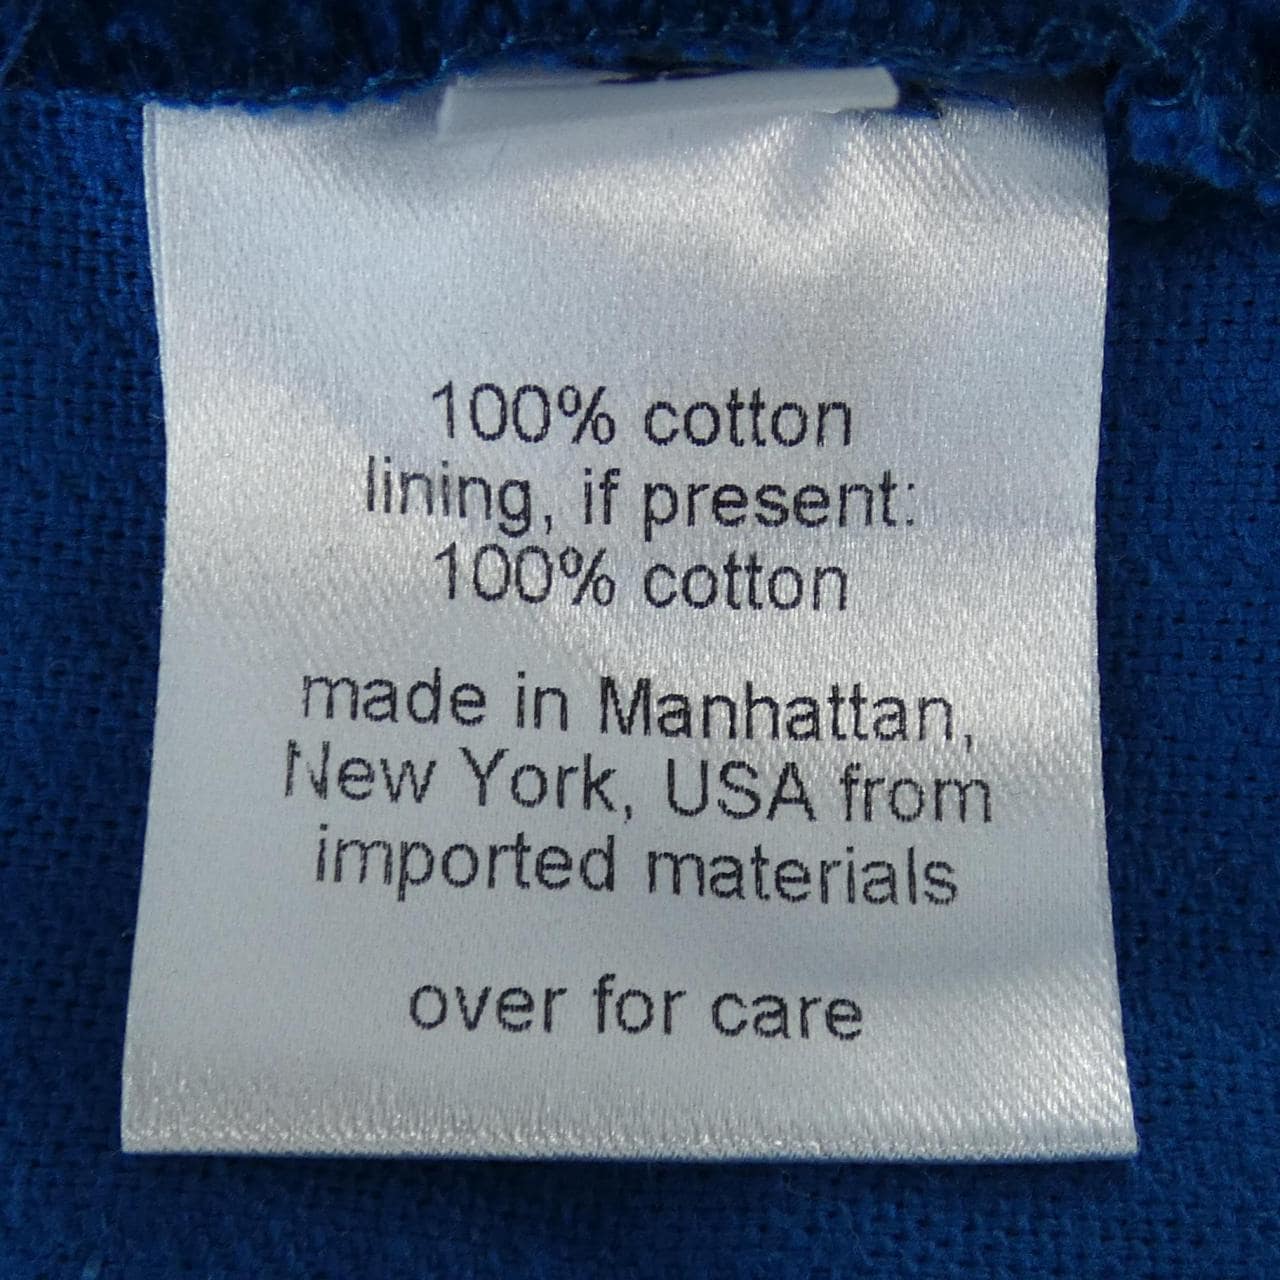 100% cotton
lining, if present:
100% cotton
made in Manhattan,
New York, USA from
imported materials
over for care